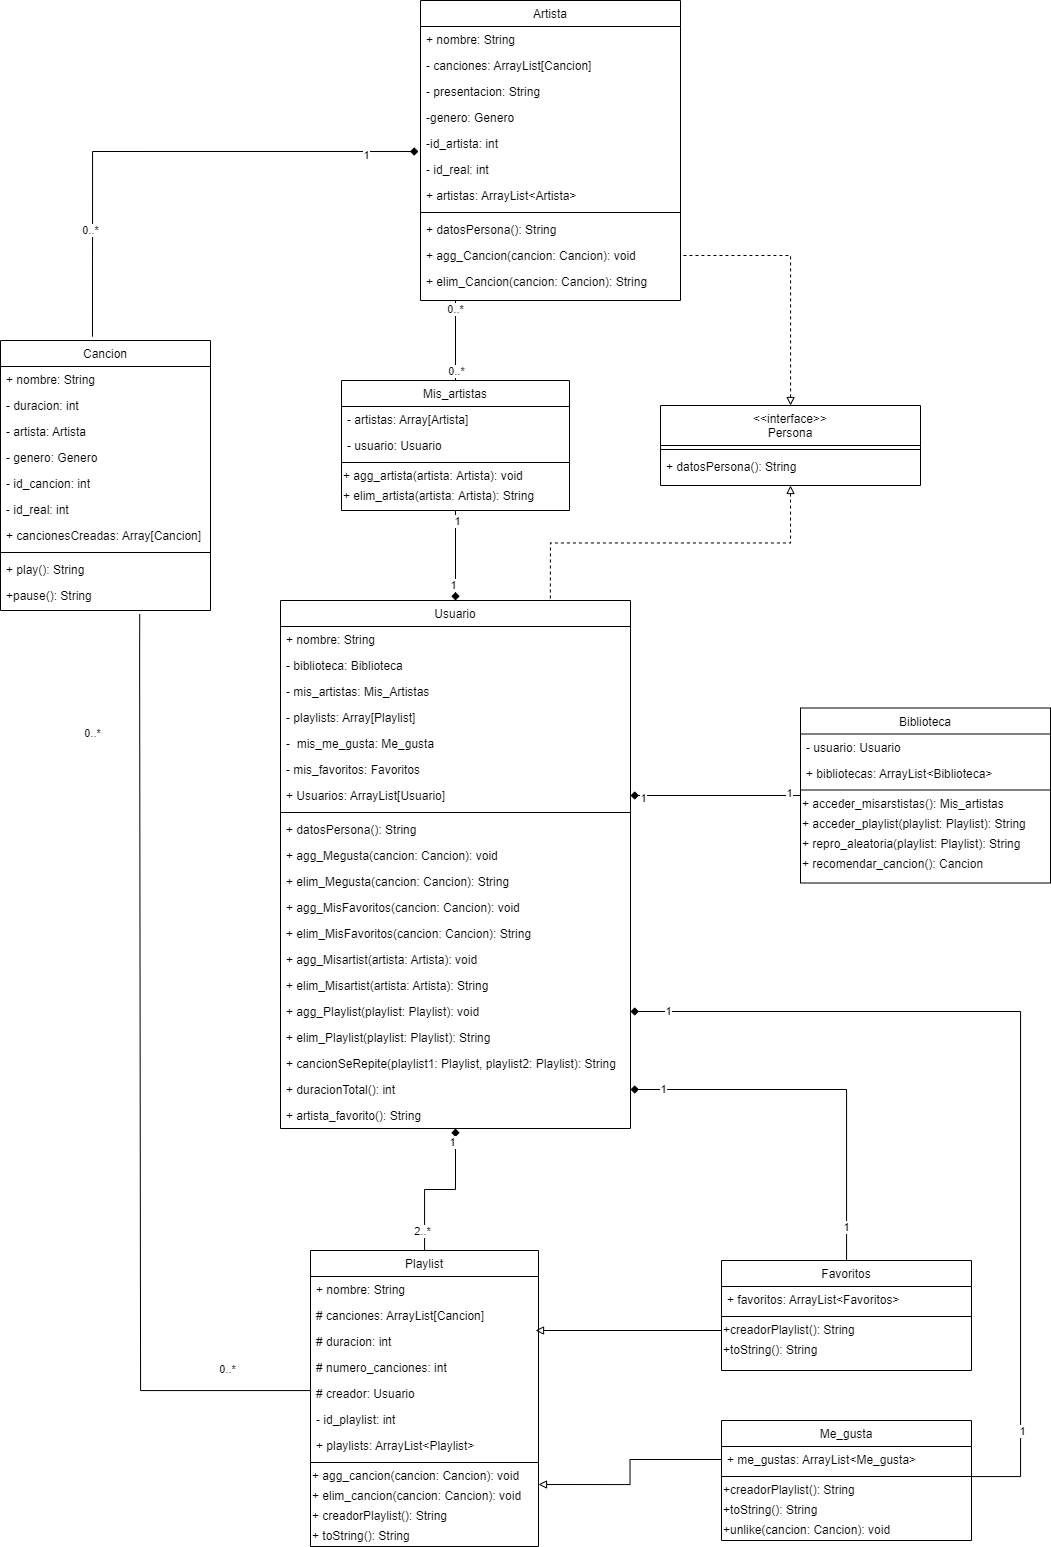 Artista
+ nombre: String
- canciones: ArrayList[Cancion]
- presentacion: String
-genero: Genero
-id_artista: int
- id_real: int
+ artistas: ArrayList<Artista>
+ datosPersona(): String
+ agg_Cancion(cancion: Cancion): void
+ elim_Cancion(cancion: Cancion): String
1
0..*
0..*
0..*
Cancion
+ nombre: String
- duracion: int
- artista: Artista
- genero: Genero
- id_cancion: int
- id_real: int
+ cancionesCreadas: Array[Cancion]
+ play(): String
+pause(): String
Mis_artistas
- artistas: Array[Artista]
- usuario: Usuario
+ agg_artista(artista: Artista): void
+ elim_artista(artista: Artista): String
<<interface>>
Persona
+ datosPersona(): String
1
1
Usuario
+ nombre: String
- biblioteca: Biblioteca
- mis_artistas: Mis_Artistas
- playlists: Array[Playlist]
-  mis_me_gusta: Me_gusta
- mis_favoritos: Favoritos
+ Usuarios: ArrayList[Usuario]
+ datosPersona(): String
+ agg_Megusta(cancion: Cancion): void
+ elim_Megusta(cancion: Cancion): String
+ agg_MisFavoritos(cancion: Cancion): void
+ elim_MisFavoritos(cancion: Cancion): String
+ agg_Misartist(artista: Artista): void
+ elim_Misartist(artista: Artista): String
+ agg_Playlist(playlist: Playlist): void
+ elim_Playlist(playlist: Playlist): String
+ cancionSeRepite(playlist1: Playlist, playlist2: Playlist): String
+ duracionTotal(): int
+ artista_favorito(): String
0..*
1
1
Biblioteca
- usuario: Usuario
+ bibliotecas: ArrayList<Biblioteca>
+ acceder_misarstistas(): Mis_artistas
+ acceder_playlist(playlist: Playlist): String
+ repro_aleatoria(playlist: Playlist): String
+ recomendar_cancion(): Cancion
1
1
1
2..*
1
0..*
1
Playlist
+ nombre: String
# canciones: ArrayList[Cancion]
# duracion: int
# numero_canciones: int
# creador: Usuario
- id_playlist: int
+ playlists: ArrayList<Playlist>
+ agg_cancion(cancion: Cancion): void
+ elim_cancion(cancion: Cancion): void
+ creadorPlaylist(): String
+ toString(): String
Favoritos
+ favoritos: ArrayList<Favoritos>
+creadorPlaylist(): String
+toString(): String
Me_gusta
+ me_gustas: ArrayList<Me_gusta>
+creadorPlaylist(): String
+toString(): String
+unlike(cancion: Cancion): void